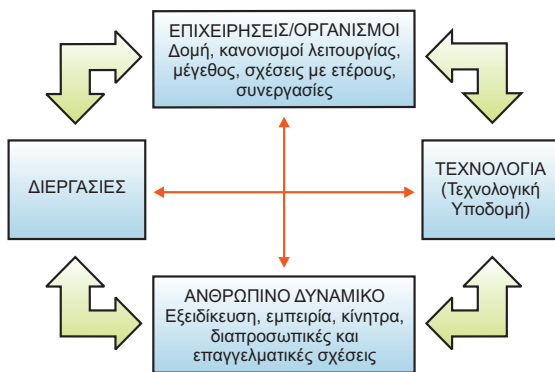 ΕΠΙΧΕΙΡΗΣΕΙΣ/ΟΡΓΑΝΙΣΜΟΙ
Δομή, κανονισμοί λειτουργίας,
μέγεθος, σχέσεις με ετέρους,
συνεργασίες
ΔΙΕΡΓΑΣΙΕΣ
ΤΕΧΝΟΛΟΓΙΑ
(Τεχνολογική
Υποδομή)
ΑΝΘΡΩΠΙΝΟ ΔΥΝΑΜΙΚΟ
Εξειδίκευση, εμπειρία, κίνητρα,
διαπροσωπικές και
επαγγελματικές σχέσεις